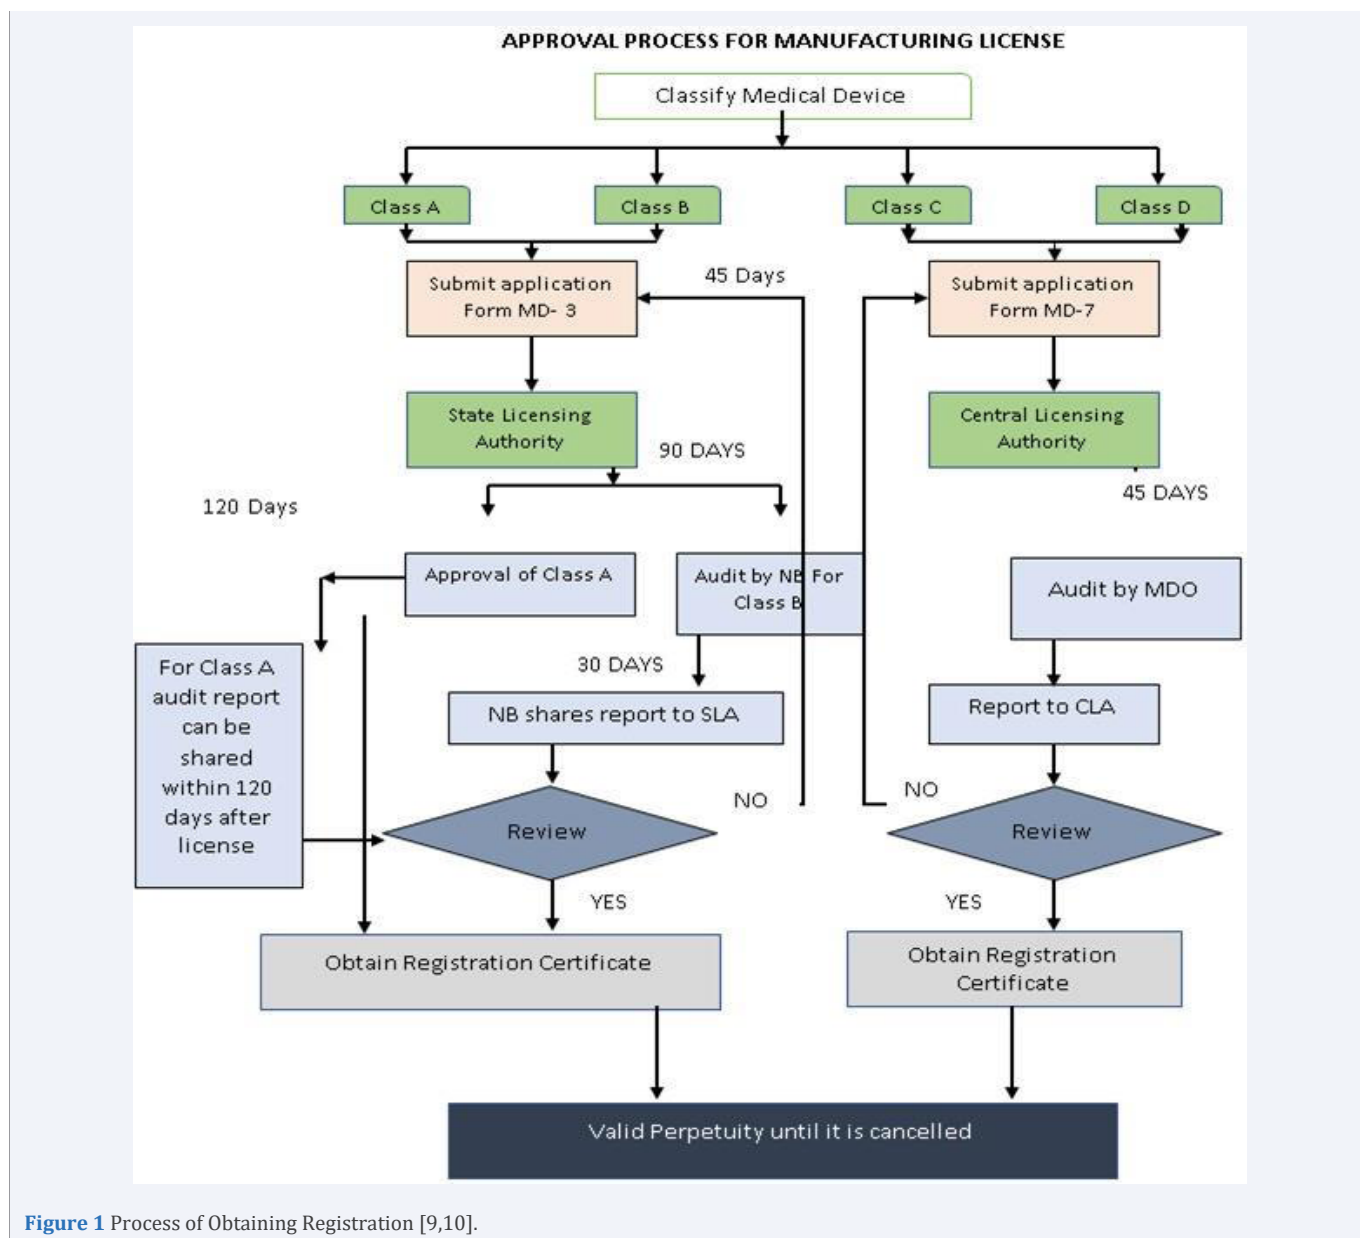 APPROVAL PROCESS FOR MANUFACTURING LICENSE
Classify Medical Device
Class A
Class B
Class C
Class D
Submit application
Form MD- 3
45 Days
Submit application
Form MD-7
State Licensing
Authority
Central Licensing
Authority
90 DAYS
45 DAYS
120 Days
Approval of Class A
Audit by NB For
Class B
Audit by MDO
For Class A
audit report
can be
shared
within 120
days after
license
30 DAYS
NB shares report to SLA
Report to CLA
NO
NO
Review
Review
YES
YES
Obtain Registration Certificate
Obtain Registration
Certificate
Valid Perpetuity until it is cancelled
Figure 1 Process of Obtaining Registration [9,10].